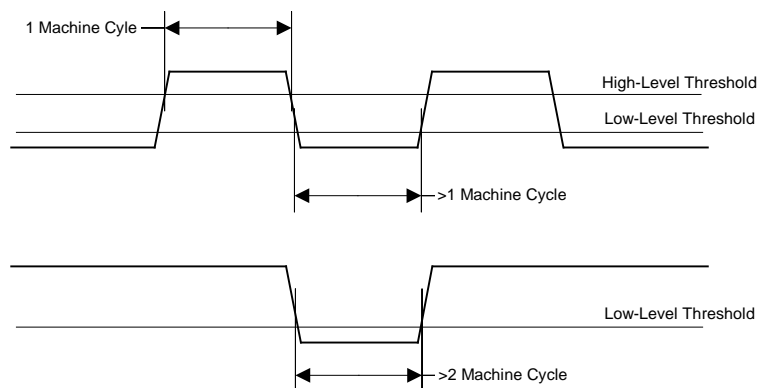 1 Machine Cyle
High-Level Threshold
Low-Level Threshold
>1 Machine Cycle
Low-Level Threshold
>2 Machine Cycle